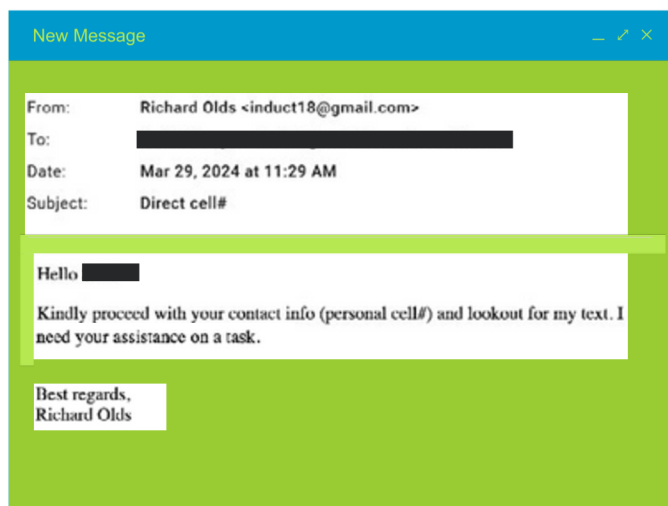 New Message
From: Richard Olds <induct18@gmail.com>
To:
Date: Mar 29, 2024 at 11:29 AM
Subject: Direct cell#
Hello
Kindly proceed with your contact info (personal cell#) and lookout for my text. I
need your assistance on a task.
Best regards,
Richard Olds